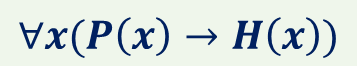 ∀x(P(x) → H(x))